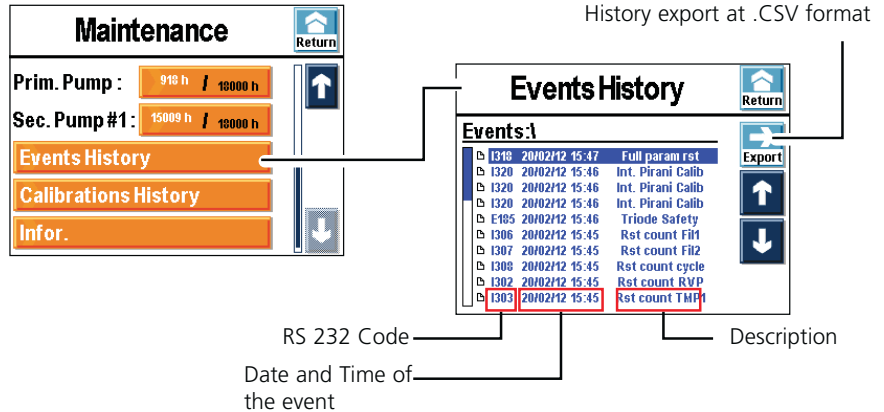 History export at .CSV format
Maintenance
Return
Prim. Pump : 918 h / 18000 h
Sec. Pump #1 : 15009 h / 18000 h
Events History
Calibrations History
Infor.
Events History
Return
Events:\
Export
I318 20/02/12 15:47 Full param rst
I320 20/02/12 15:46 Int. Pirani Calib
I320 20/02/12 15:46 Int. Pirani Calib
I320 20/02/12 15:46 Int. Pirani Calib
E185 20/02/12 15:46 Triode Safety
I306 20/02/12 15:45 Rst count Fil1
I307 20/02/12 15:45 Rst count Fil2
I308 20/02/12 15:45 Rst count cycle
I302 20/02/12 15:45 Rst count RVP
I303 20/02/12 15:45 Rst count TMP1
RS 232 Code
Description
Date and Time of
the event